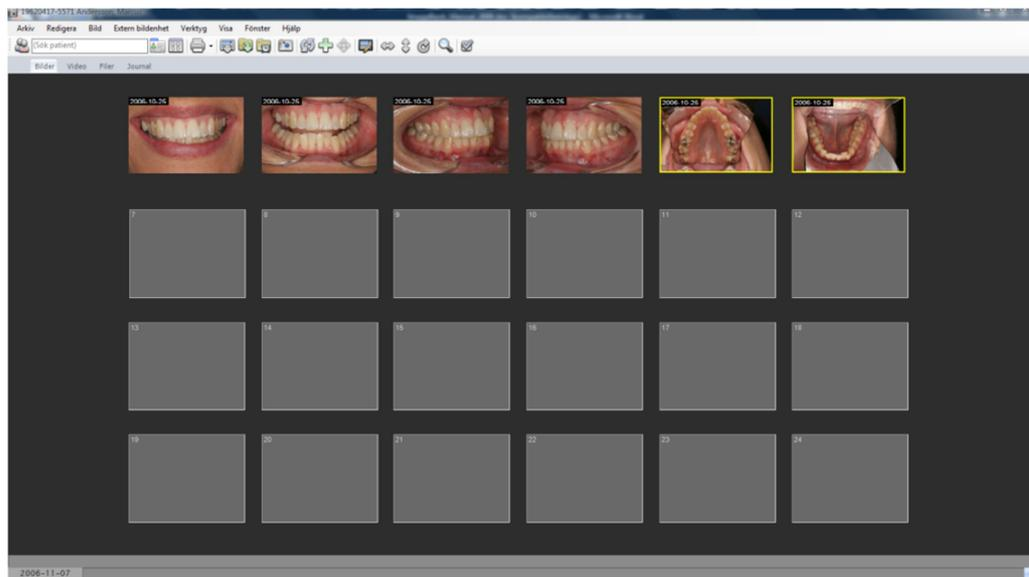 Arkiv Redigera Bild Extern bildenhet Verktyg Visa Fönster Hjälp
(Sök patient)
Bilder Video Filer Journal
2006-10-26 2006-10-26 2006-10-26 2006-10-26 2006-10-26 2006-10-26
7 8 9 10 11 12
13 14 15 16 17 18
19 20 21 22 23 24
2006-11-07